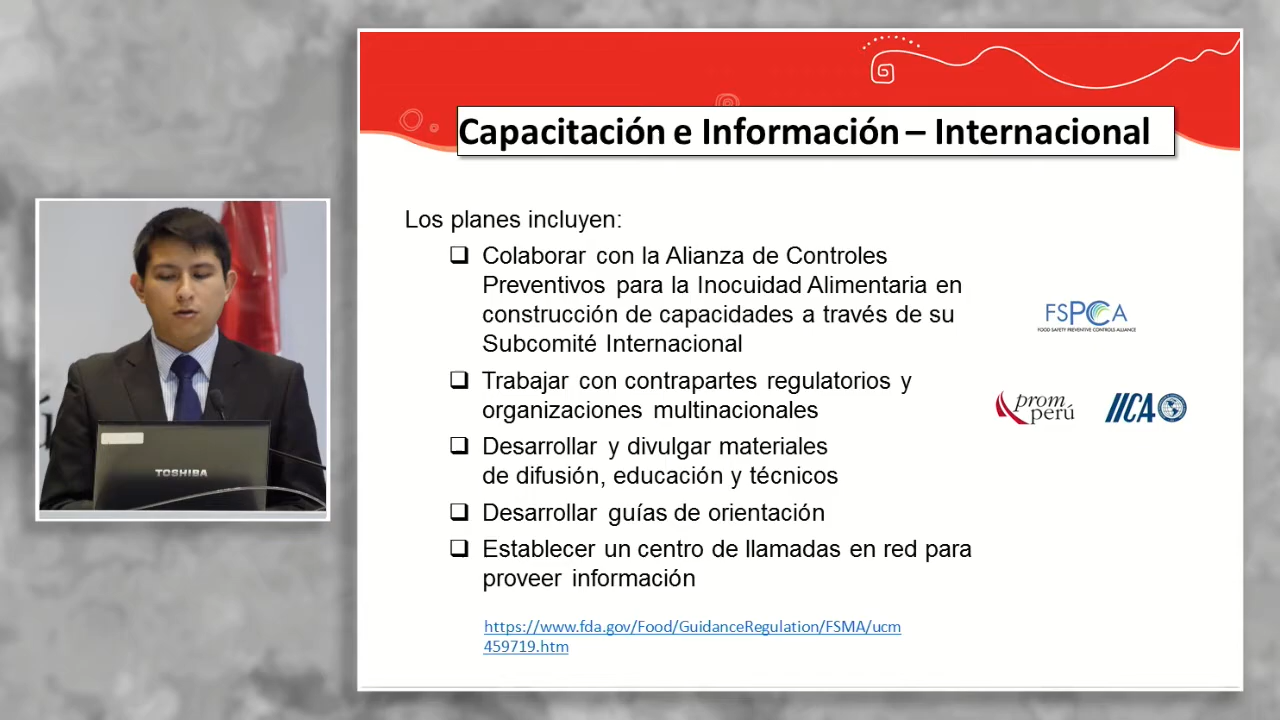 Capacitación e Información – Internacional
Los planes incluyen:
Colaborar con la Alianza de Controles
Preventivos para la Inocuidad Alimentaria en
construcción de capacidades a través de su
Subcomité Internacional
Trabajar con contrapartes regulatorios y
organizaciones multinacionales
Desarrollar y divulgar materiales
de difusión, educación y técnicos
Desarrollar guías de orientación
Establecer un centro de llamadas en red para
proveer información
https://www.fda.gov/Food/GuidanceRegulation/FSMA/ucm
459719.htm
FSPCA
FOOD SAFETY PREVENTIVE CONTROLS ALLIANCE
prom
perú
IICA
TOSHIBA